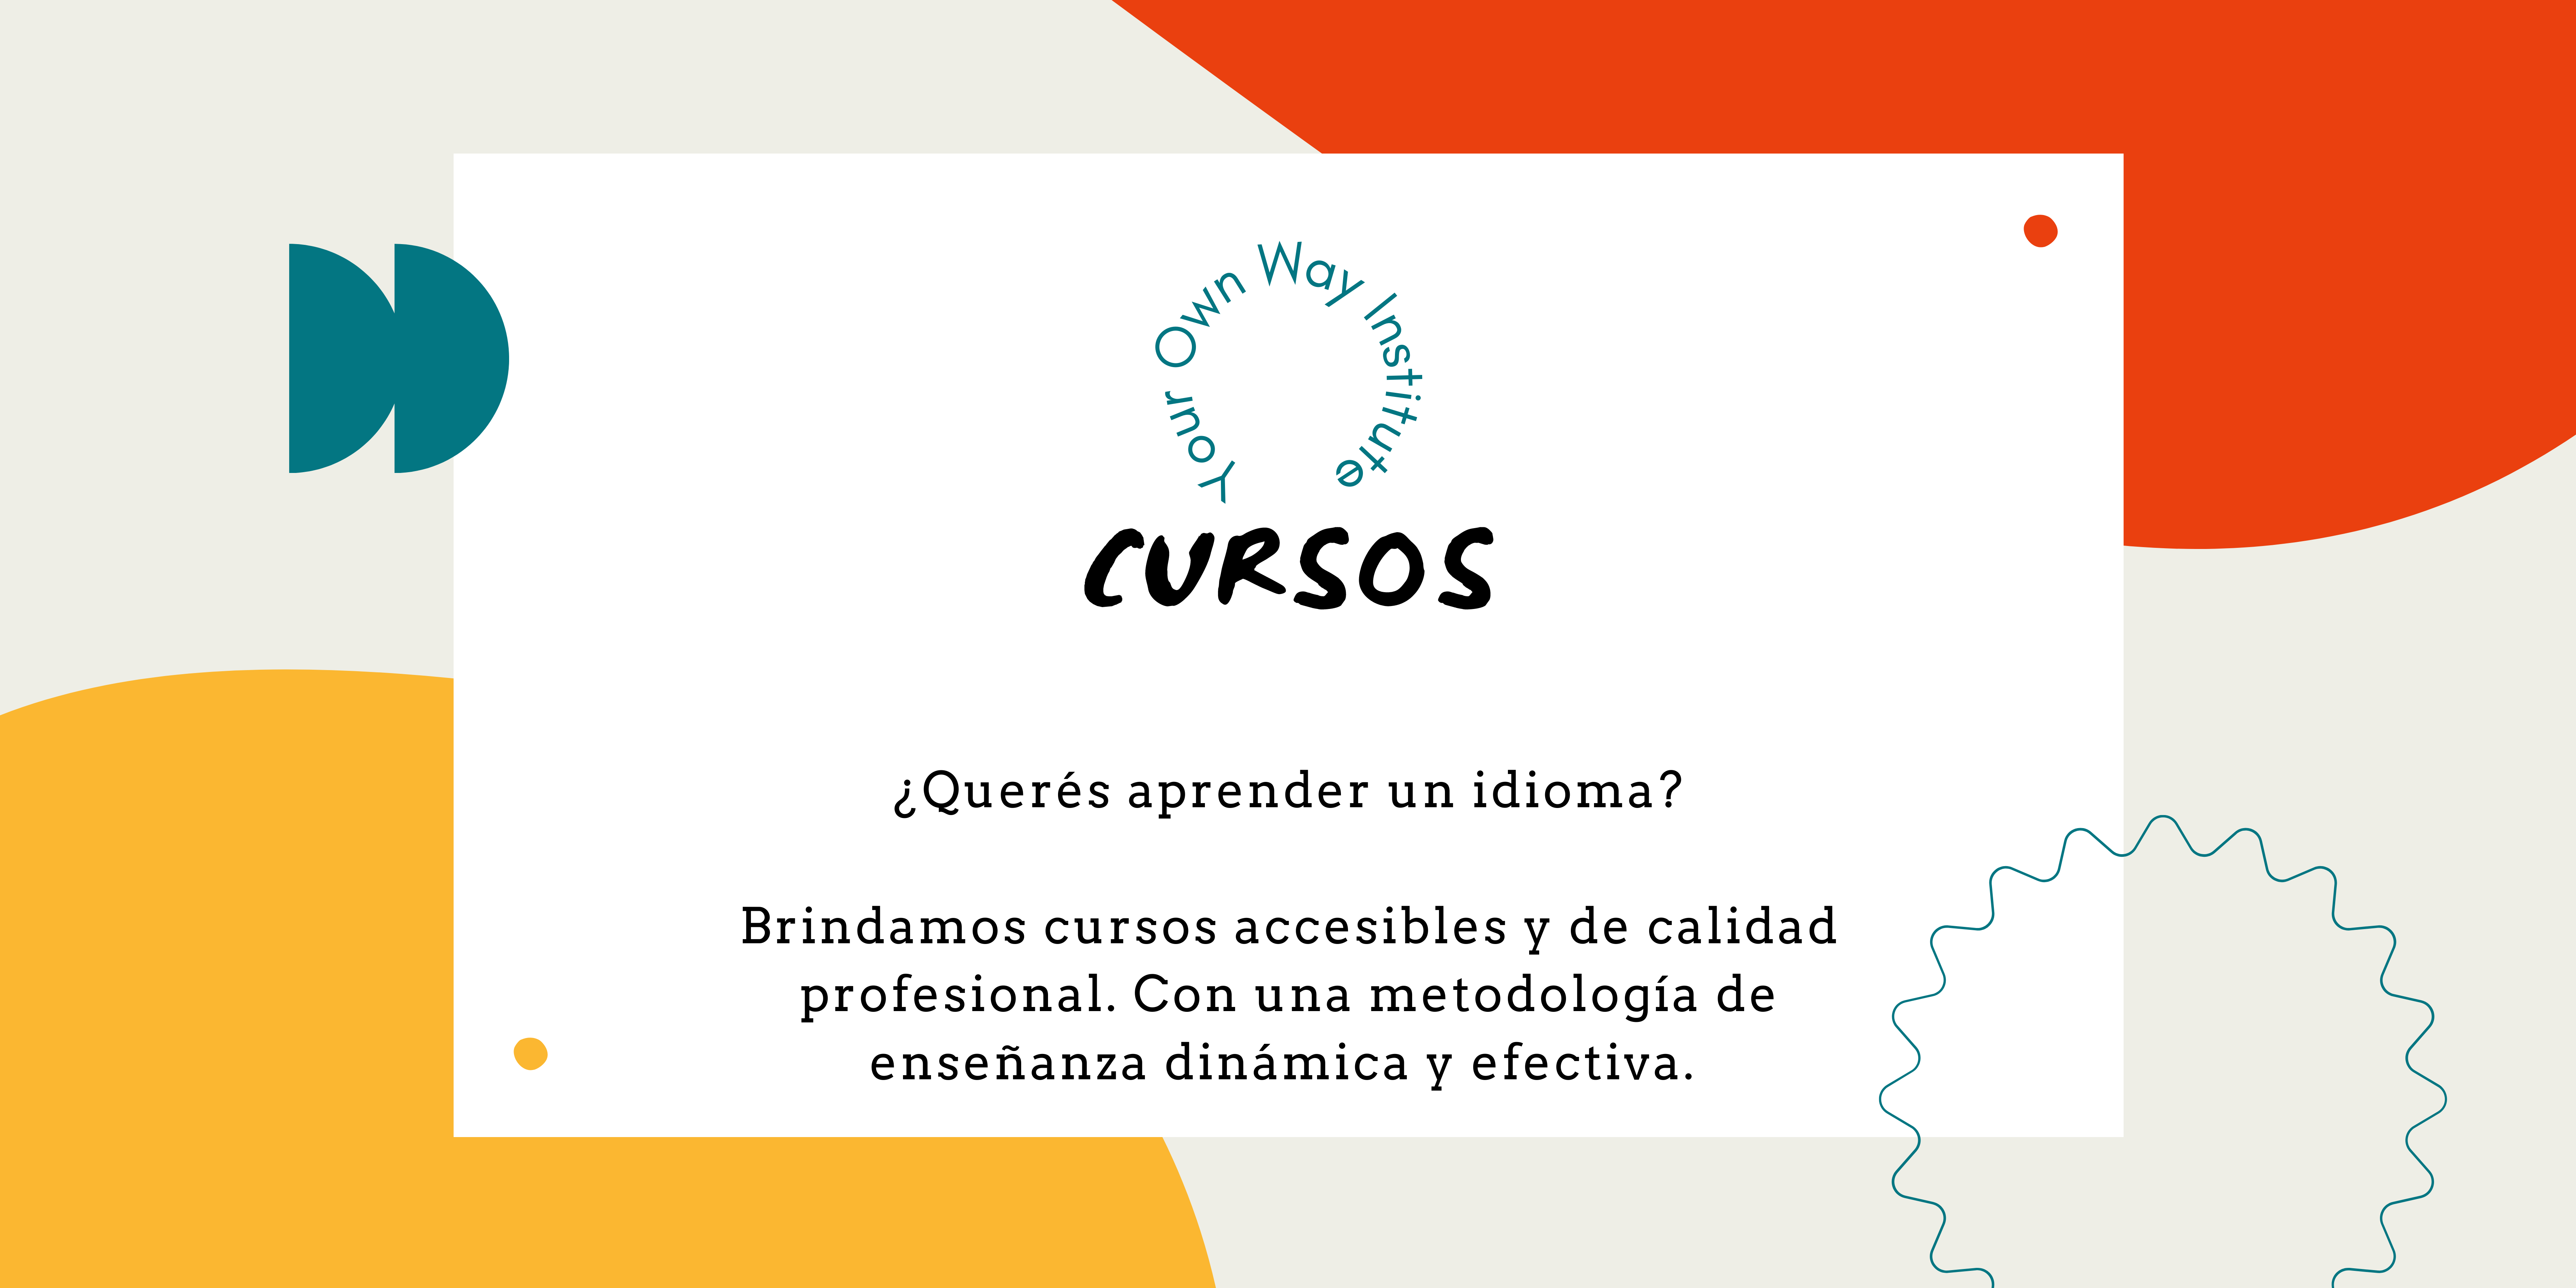 Your Own Way Institute
CURSOS
¿Querés aprender un idioma?
Brindamos cursos accesibles y de calidad
profesional. Con una metodología de
enseñanza dinámica y efectiva.